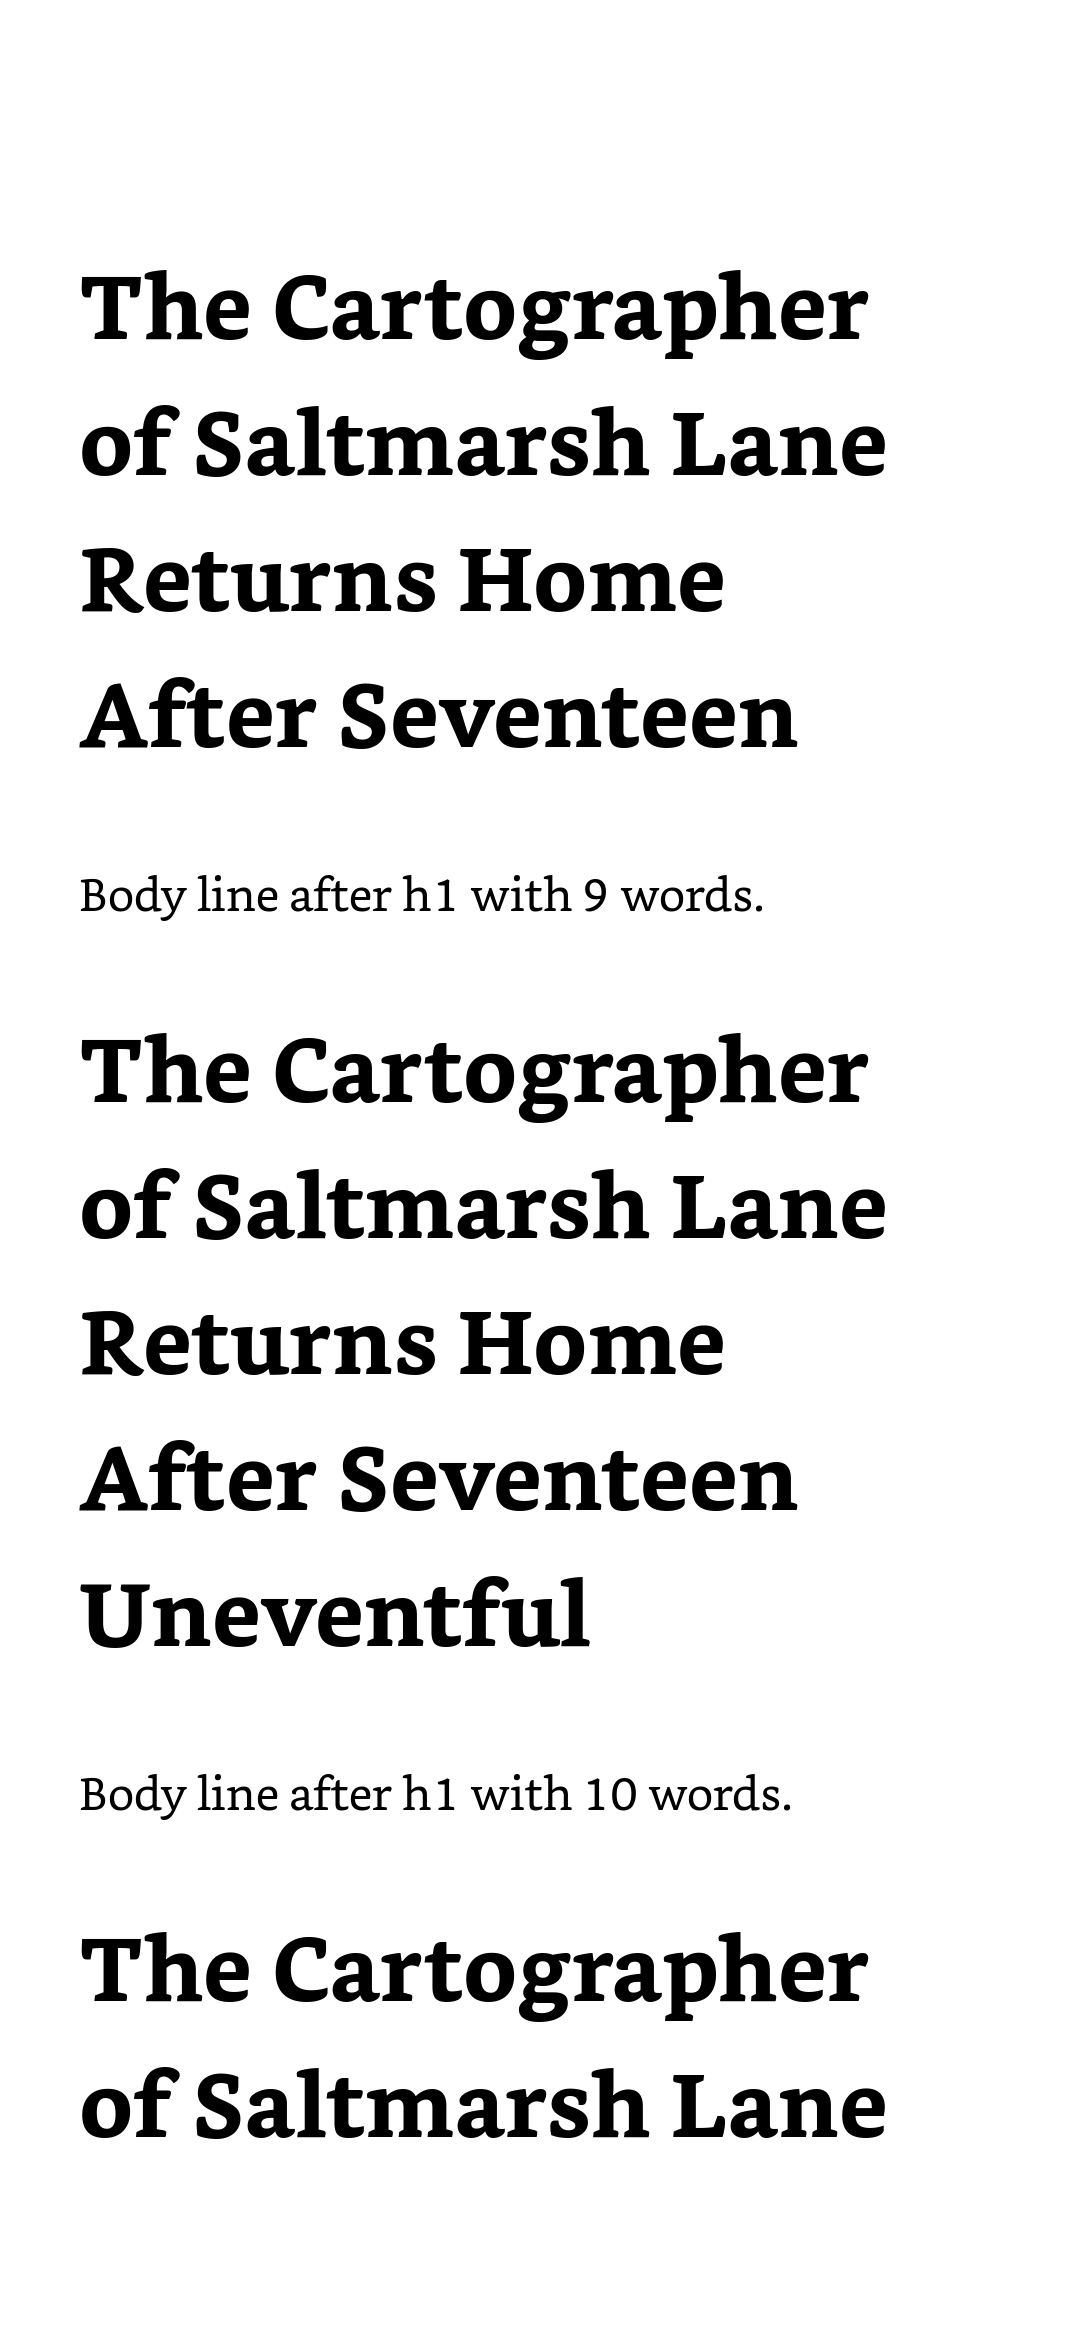 The Cartographer
of Saltmarsh Lane
Returns Home
After Seventeen
Body line after h1 with 9 words.
The Cartographer
of Saltmarsh Lane
Returns Home
After Seventeen
Uneventful
Body line after h1 with 10 words.
The Cartographer
of Saltmarsh Lane